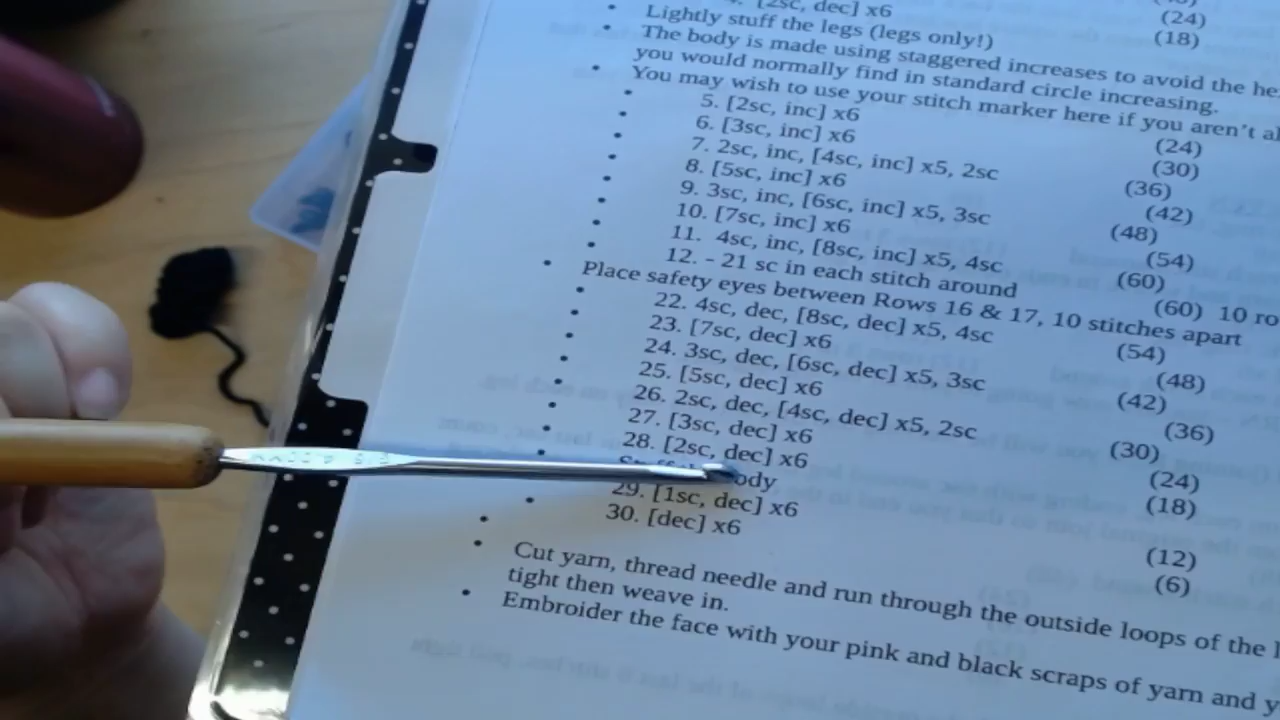 [2sc, dec] x6 (24)
Lightly stuff the legs (legs only!) (18)
The body is made using staggered increases to avoid the
you would normally find in standard circle increasing.
You may wish to use your stitch marker here if you aren't
5. [2sc, inc] x6 (24)
6. [3sc, inc] x6 (30)
7. 2sc, inc, [4sc, inc] x5, 2sc (36)
8. [5sc, inc] x6 (42)
9. 3sc, inc, [6sc, inc] x5, 3sc (48)
10. [7sc, inc] x6 (54)
11. 4sc, inc, [8sc, inc] x5, 4sc (60)
12. - 21 sc in each stitch around (60) 10
Place safety eyes between Rows 16 & 17, 10 stitches apart
22. 4sc, dec, [8sc, dec] x5, 4sc (54)
23. [7sc, dec] x6 (48)
24. 3sc, dec, [6sc, dec] x5, 3sc (42)
25. [5sc, dec] x6 (36)
26. 2sc, dec, [4sc, dec] x5, 2sc (30)
27. [3sc, dec] x6 (24)
28. [2sc, dec] x6 (18)
29. [1sc, dec] x6 (12)
30. [dec] x6 (6)
Cut yarn, thread needle and run through the outside loops of the
tight then weave in.
Embroider the face with your pink and black scraps of yarn and